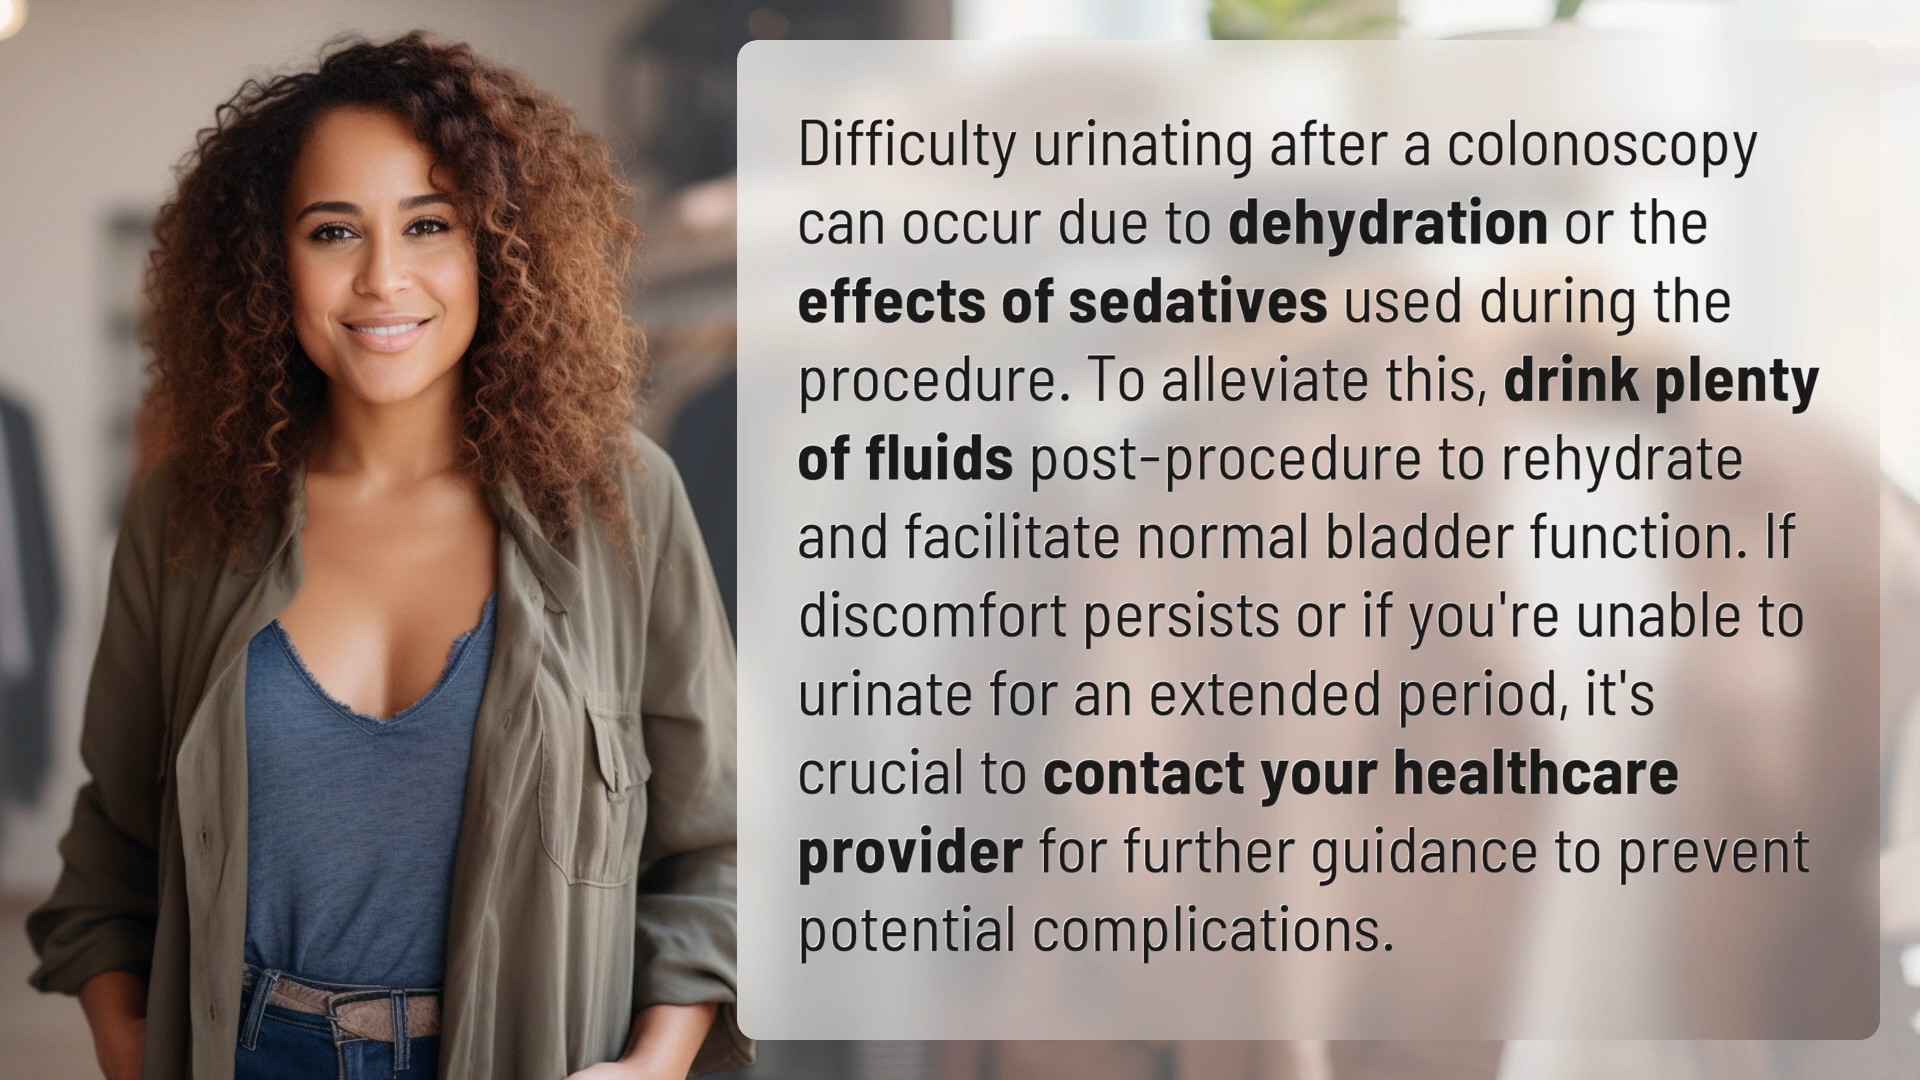 Difficulty urinating after a colonoscopy
can occur due to dehydration or the
effects of sedatives used during the
procedure. To alleviate this, drink plenty
of fluids post-procedure to rehydrate
and facilitate normal bladder function. If
discomfort persists or if you're unable to
urinate for an extended period, it's
crucial to contact your healthcare
provider for further guidance to prevent
potential complications.